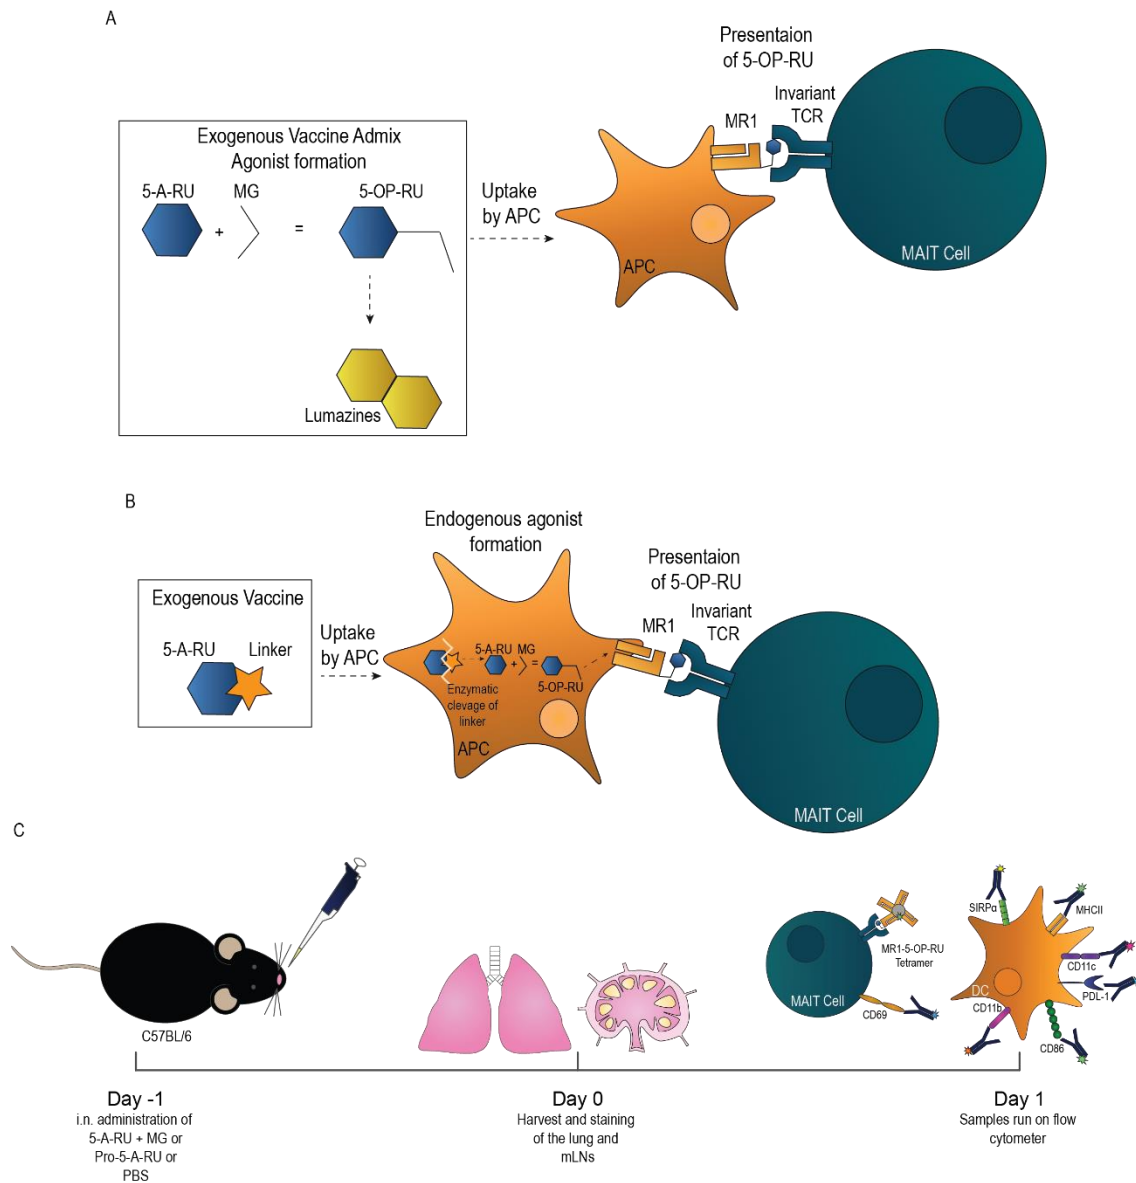 A
Exogenous Vaccine Admix
Agonist formation
5-A-RU
MG
5-OP-RU
+
=
Lumazines
Uptake
by APC
Presentaion
of 5-OP-RU
MR1
Invariant
TCR
APC
MAIT Cell
B
Exogenous Vaccine
5-A-RU
Linker
Uptake
by APC
Endogenous agonist
formation
5-A-RU
MG
+
=
5-OP-RU
Enzymatic
clevage of
linker
APC
Presentaion
of 5-OP-RU
MR1
Invariant
TCR
MAIT Cell
C
C57BL/6
MAIT Cell
MR1-5-OP-RU
Tetramer
CD69
SIRPα
MHCII
CD11c
PDL-1
DC
CD11b
CD86
Day -1
i.n. administration of
5-A-RU + MG or
Pro-5-A-RU or
PBS
Day 0
Harvest and staining
of the lung and
mLNs
Day 1
Samples run on flow
cytometer